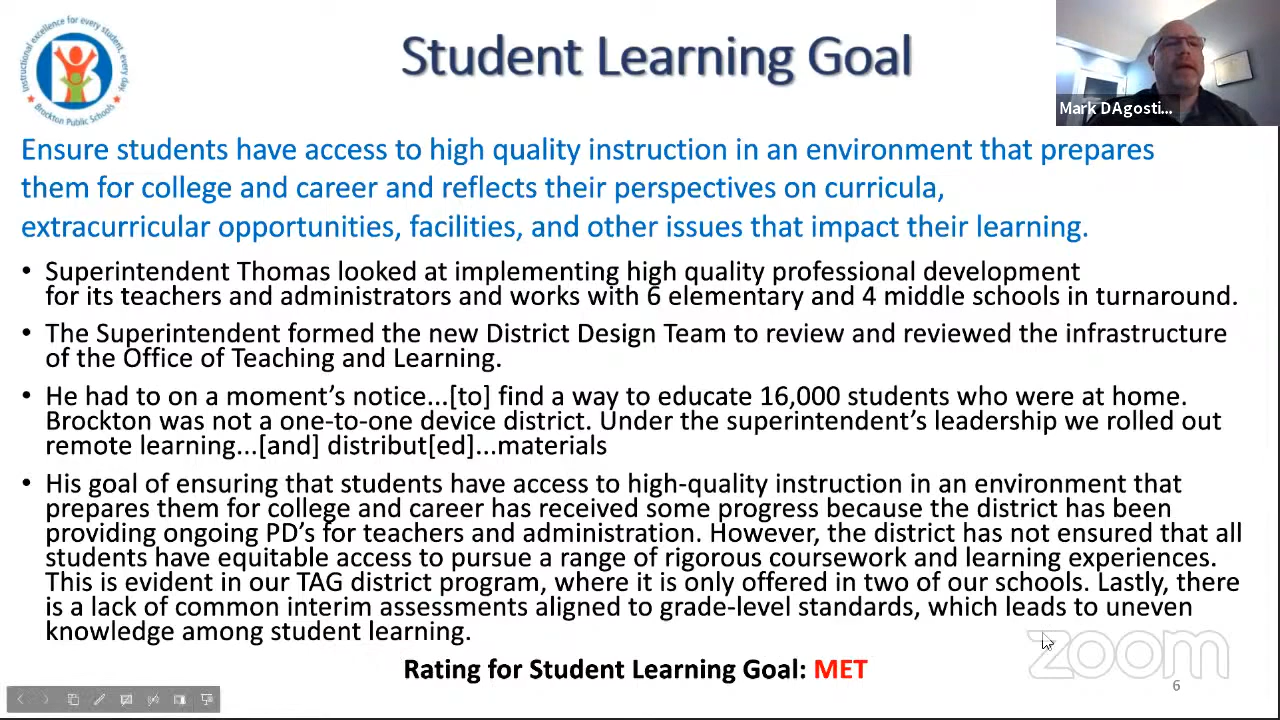 Instructional excellence for every student, every day.
Brockton Public Schools
Student Learning Goal
Mark DAgosti...
Ensure students have access to high quality instruction in an environment that prepares
them for college and career and reflects their perspectives on curricula,
extracurricular opportunities, facilities, and other issues that impact their learning.
• Superintendent Thomas looked at implementing high quality professional development
for its teachers and administrators and works with 6 elementary and 4 middle schools in turnaround.
• The Superintendent formed the new District Design Team to review and reviewed the infrastructure
of the Office of Teaching and Learning.
• He had to on a moment's notice...[to] find a way to educate 16,000 students who were at home.
Brockton was not a one-to-one device district. Under the superintendent's leadership we rolled out
remote learning...[and] distribut[ed]...materials
• His goal of ensuring that students have access to high-quality instruction in an environment that
prepares them for college and career has received some progress because the district has been
providing ongoing PD's for teachers and administration. However, the district has not ensured that all
students have equitable access to pursue a range of rigorous coursework and learning experiences.
This is evident in our TAG district program, where it is only offered in two of our schools. Lastly, there
is a lack of common interim assessments aligned to grade-level standards, which leads to uneven
knowledge among student learning.
Rating for Student Learning Goal: MET
zoom
6